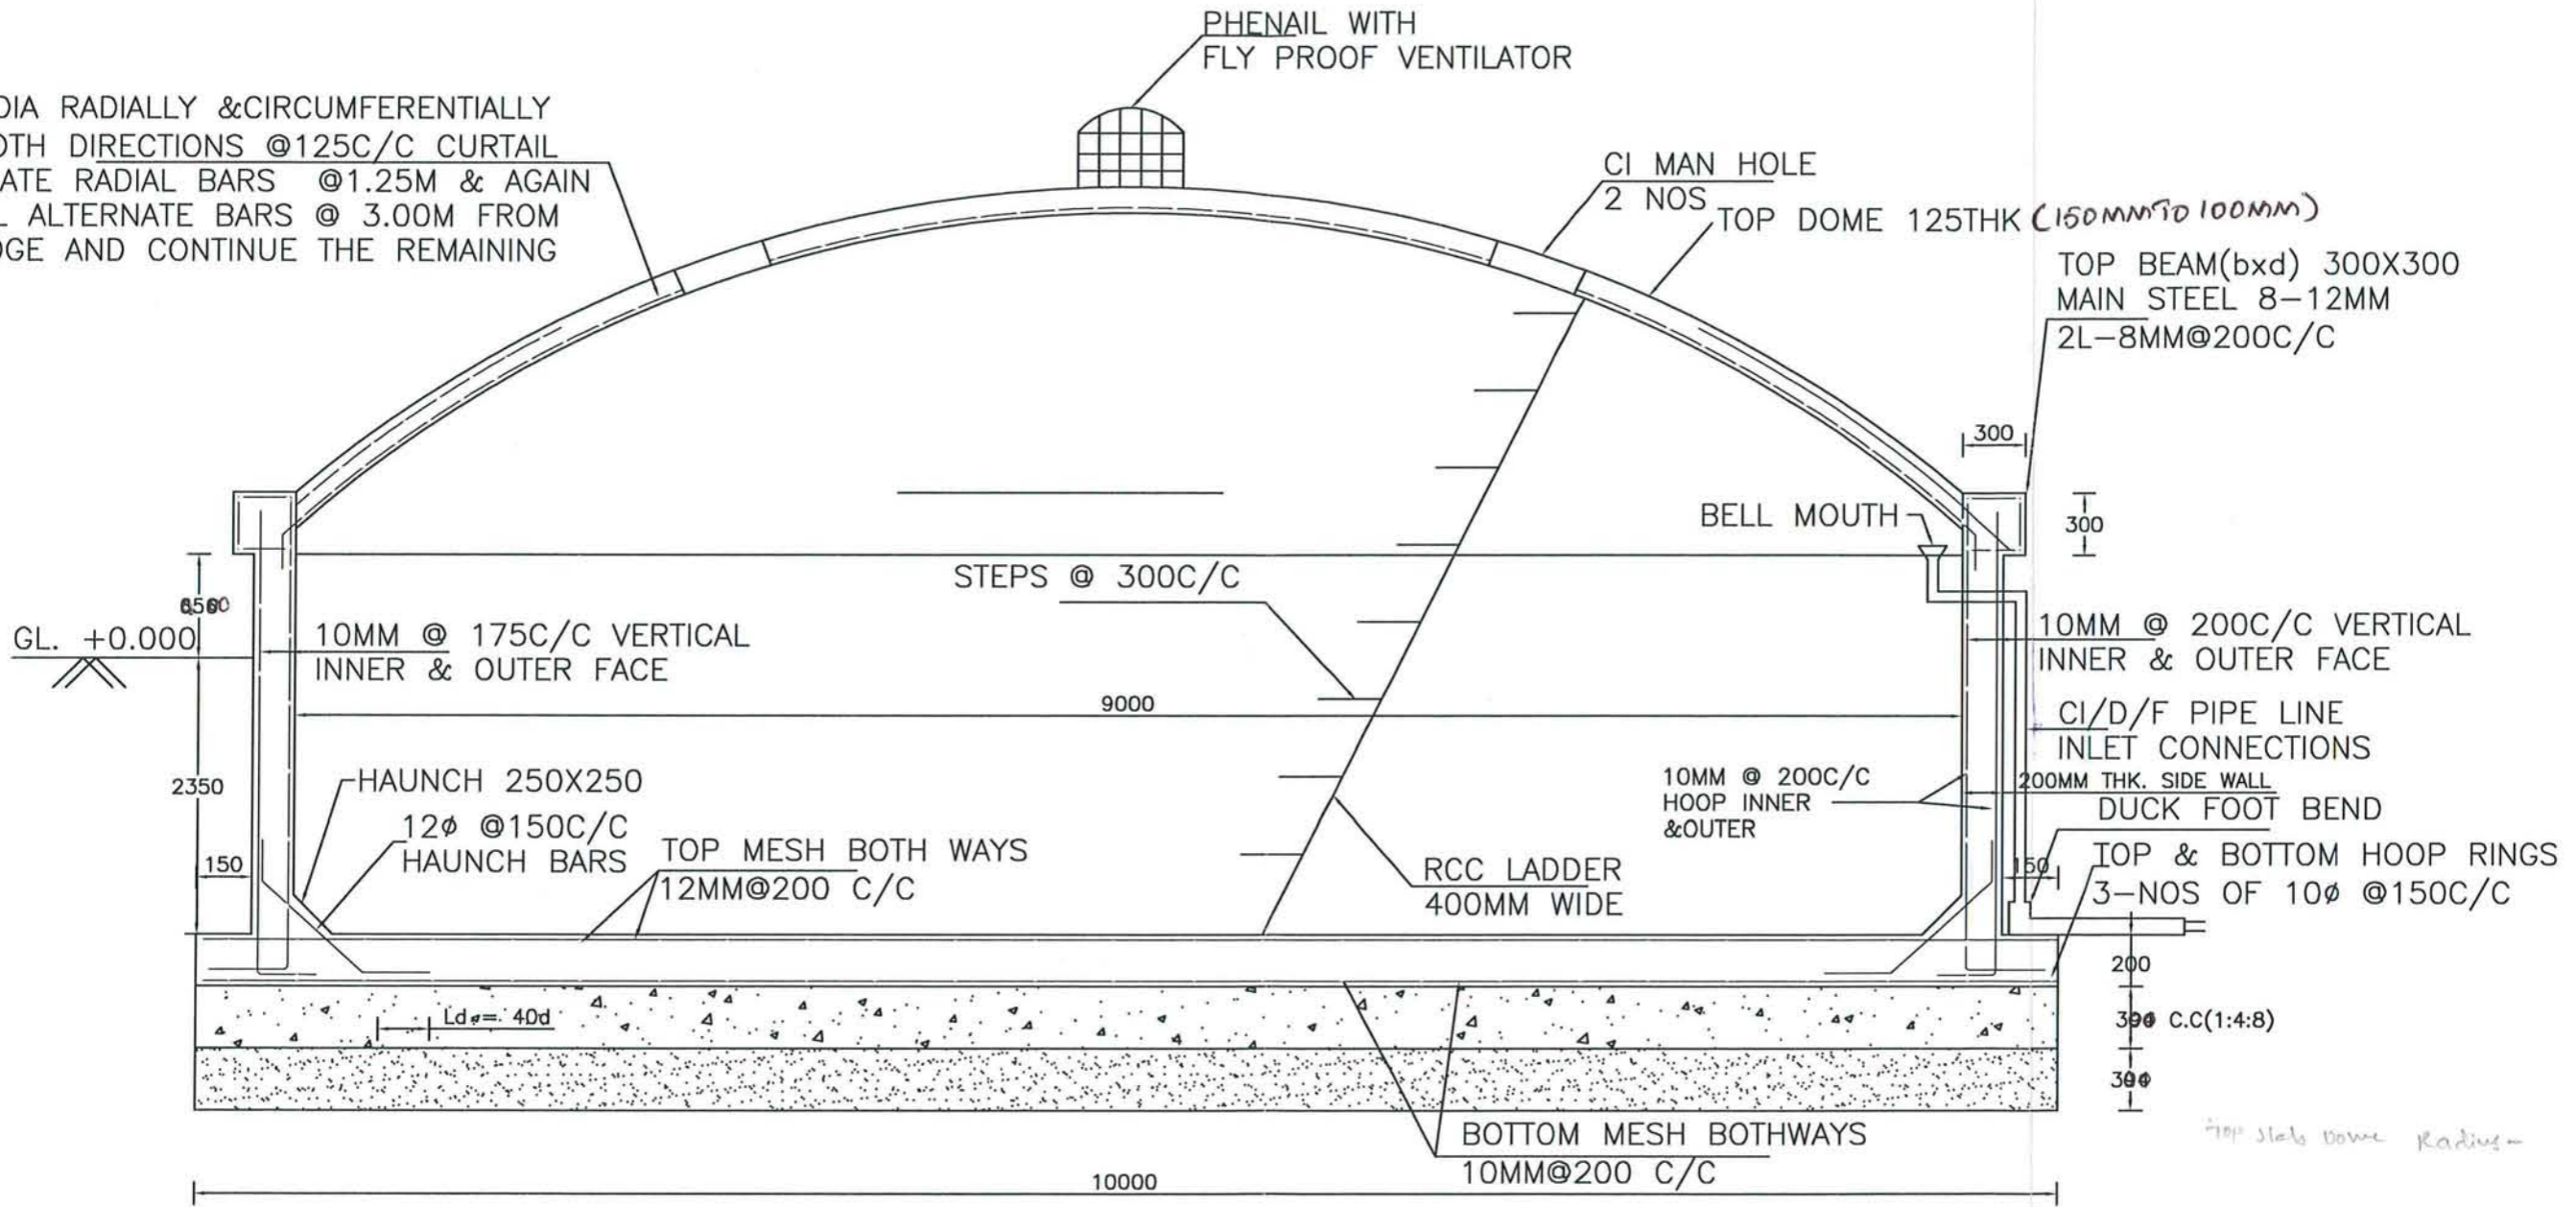 PHENAIL WITH
FLY PROOF VENTILATOR
DIA RADIALLY &CIRCUMFERENTIALLY
OTH DIRECTIONS @125C/C CURTAIL
ATE RADIAL BARS @1.25M & AGAIN
L ALTERNATE BARS @ 3.00M FROM
OGE AND CONTINUE THE REMAINING
CI MAN HOLE
2 NOS
TOP DOME 125THK (150MM TO 100MM)
TOP BEAM(bxd) 300X300
MAIN STEEL 8-12MM
2L-8MM@200C/C
300
300
BELL MOUTH
STEPS @ 300C/C
GL. +0.000
10MM @ 175C/C VERTICAL
INNER & OUTER FACE
10MM @ 200C/C VERTICAL
INNER & OUTER FACE
9000
CI/D/F PIPE LINE
INLET CONNECTIONS
2350
HAUNCH 250X250
12ø @150C/C
HAUNCH BARS
10MM @ 200C/C
HOOP INNER
&OUTER
200MM THK. SIDE WALL
DUCK FOOT BEND
150
TOP MESH BOTH WAYS
12MM@200 C/C
RCC LADDER
400MM WIDE
150
TOP & BOTTOM HOOP RINGS
3-NOS OF 10ø @150C/C
200
Ld = 40d
C.C(1:4:8)
BOTTOM MESH BOTHWAYS
10MM@200 C/C
Top slab Dome Radius-
10000